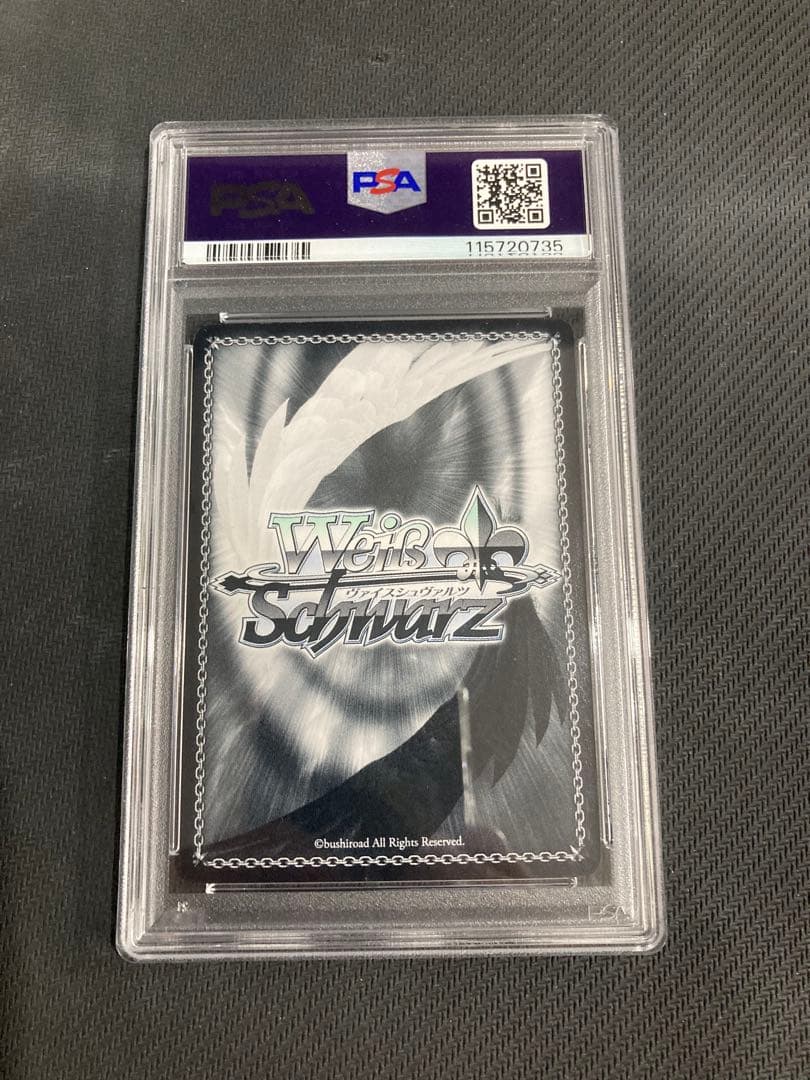 PSA
PSA
115720735
Weiß
ヴァイスシュヴァルツ
Schwarz
©bushiroad All Rights Reserved.